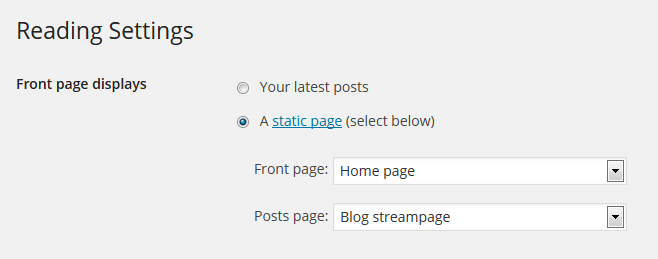 Reading Settings
Front page displays
Your latest posts
A static page (select below)
Front page: Home page
Posts page: Blog streampage